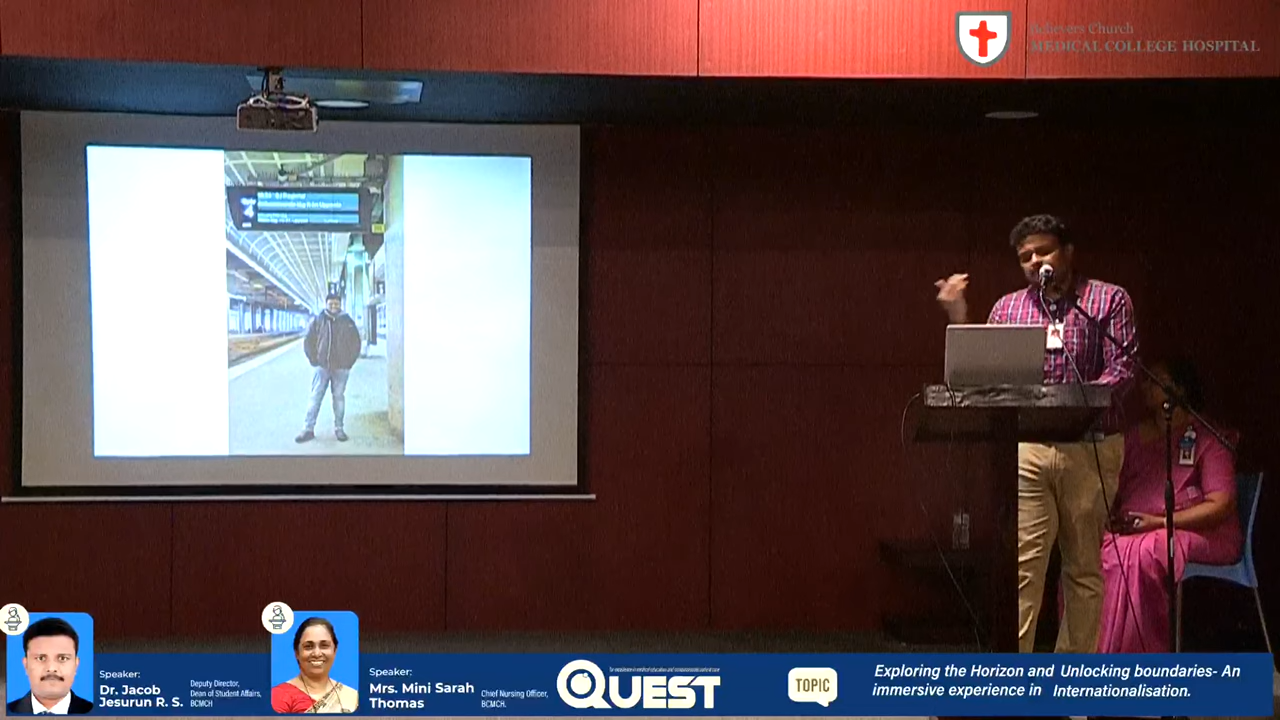 Believers Church
MEDICAL COLLEGE HOSPITAL
4
Speaker:
Dr. Jacob
Jesurun R. S.
Deputy Director,
Dean of Student Affairs,
BCMCH
Speaker:
Mrs. Mini Sarah
Thomas
Chief Nursing Officer,
BCMCH.
QUEST
TOPIC
Exploring the Horizon and Unlocking boundaries- An
immersive experience in Internationalisation.